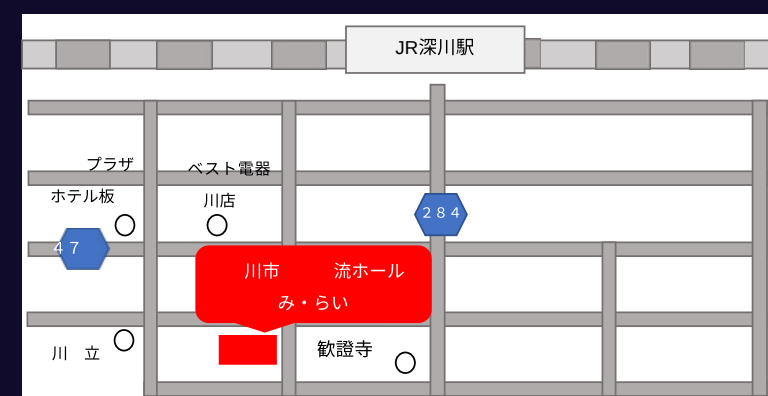 JR深川駅
プラザ
ホテル板
ベスト電器
川店
284
47
川市　　　流ホール
み・らい
川　立
歓證寺